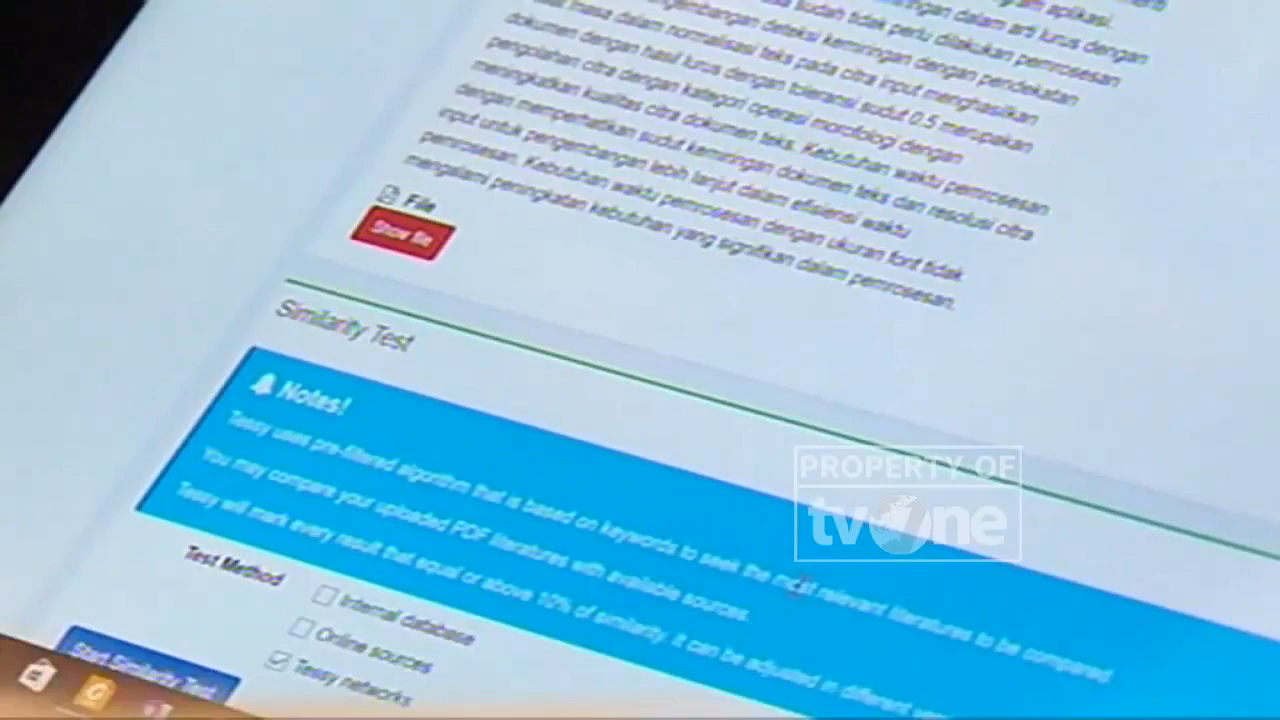 aplikasi.
dalam arti lurus dengan
sudah tidak perlu dilakukan pemrosesan
deteksi kemiringan dengan pendekatan
dalam normalisasi teks pada citra input menghasilkan
dokumen dengan hasil lurus dengan toleransi sudut 0.5 merupakan
pengolahan citra dengan kategori operasi morfologi dengan
meningkatkan kualitas citra dokumen teks. Kebutuhan waktu pemrosesan
dengan memperhatikan sudut kemiringan dokumen teks dan resolusi citra
input untuk pengembangan lebih lanjut dalam efisiensi waktu
pemrosesan. Kebutuhan waktu pemrosesan dengan ukuran font tidak
mengalami peningkatan kebutuhan yang signifikan dalam pemrosesan.
File
Show file
Similarity Test
Notes!
Tessy uses pre-filtered algorithm that is based on keywords to seek the most relevant literatures to be compared
You may compare your uploaded PDF literatures with available sources.
Tessy will mark every result that equal or above 10% of similarity. It can be adjusted in different
Test Method
Internal database
Online sources
Tessy networks
Start Similarity Test
PROPERTY OF
tvOne